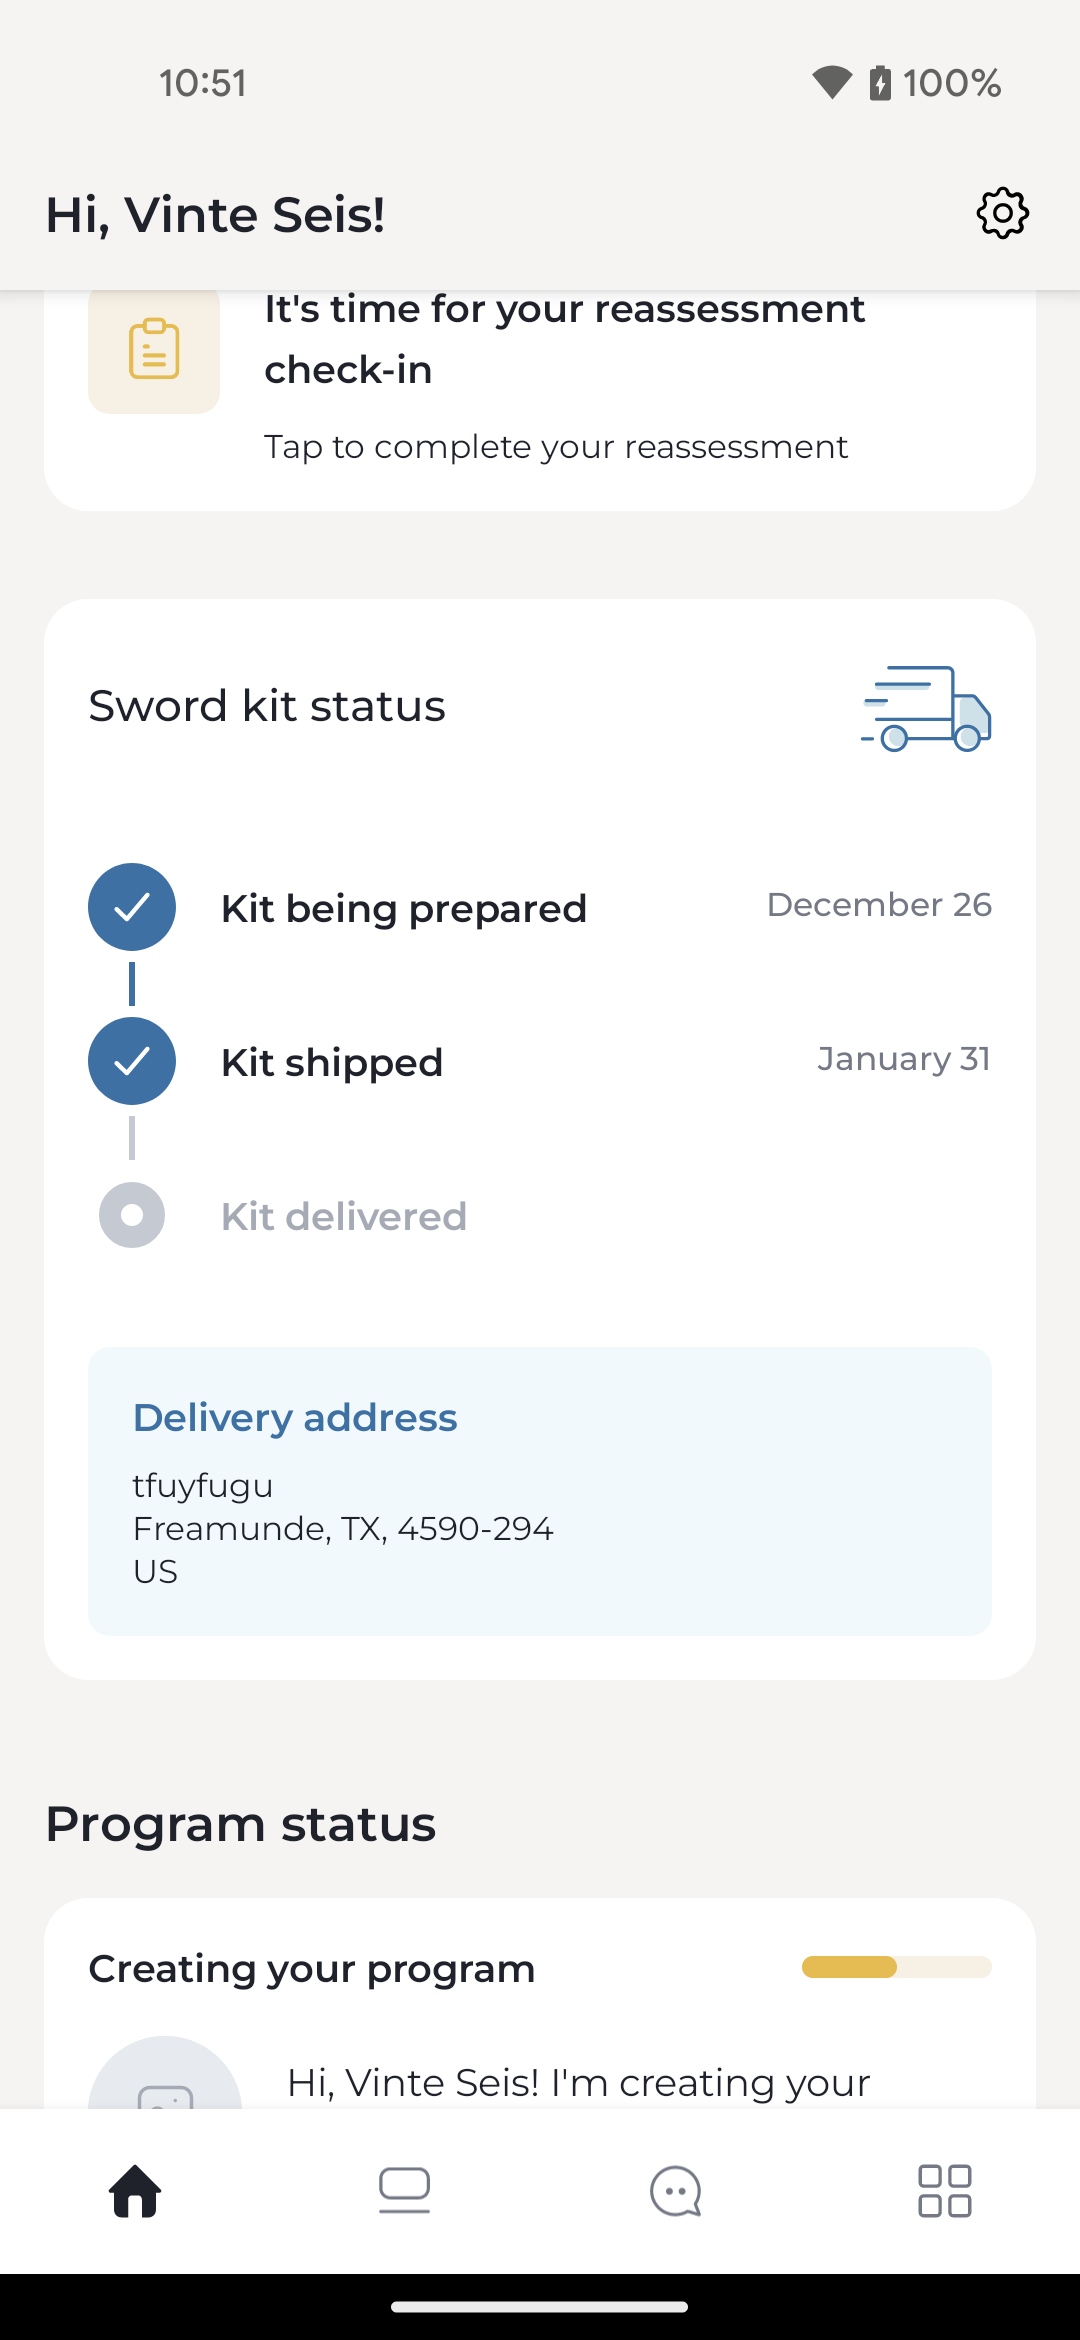 10:51
100%
Hi, Vinte Seis!
It's time for your reassessment
check-in
Tap to complete your reassessment
Sword kit status
Kit being prepared
December 26
Kit shipped
January 31
Kit delivered
Delivery address
tfuyfugu
Freamunde, TX, 4590-294
US
Program status
Creating your program
Hi, Vinte Seis! I'm creating your